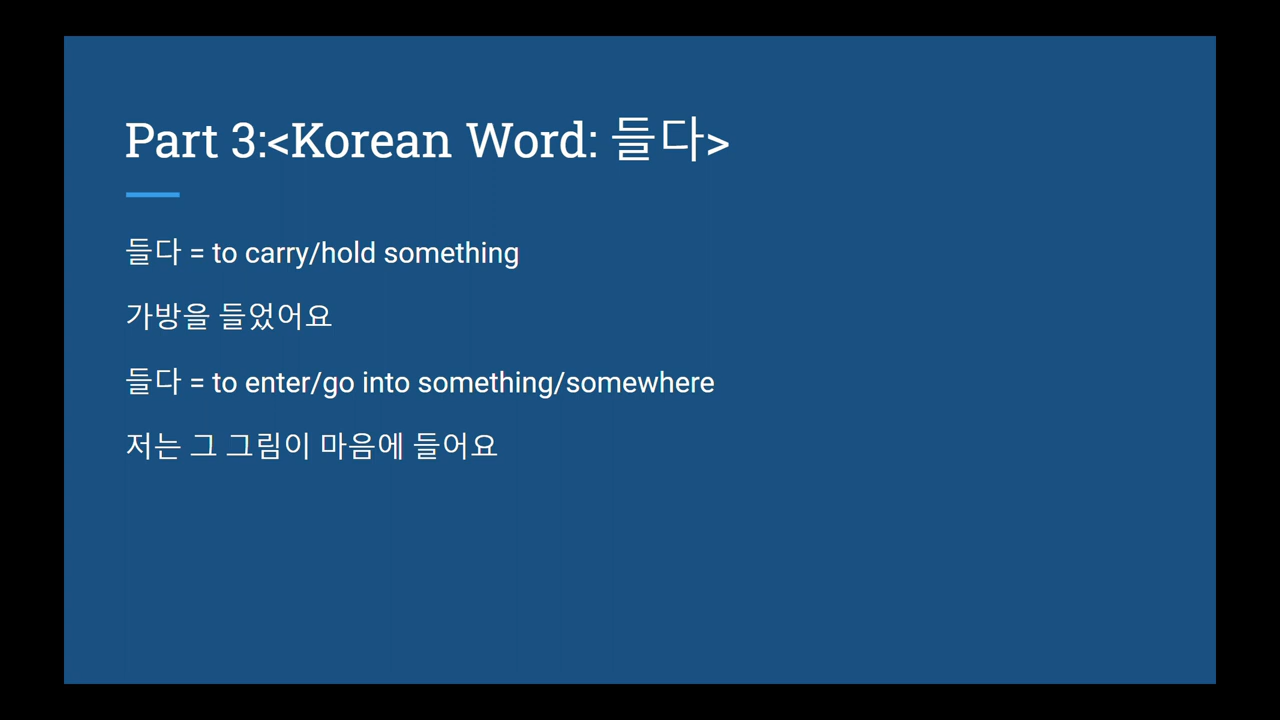 Part 3:<Korean Word: 들다>
들다 = to carry/hold something
가방을 들었어요
들다 = to enter/go into something/somewhere
저는 그 그림이 마음에 들어요